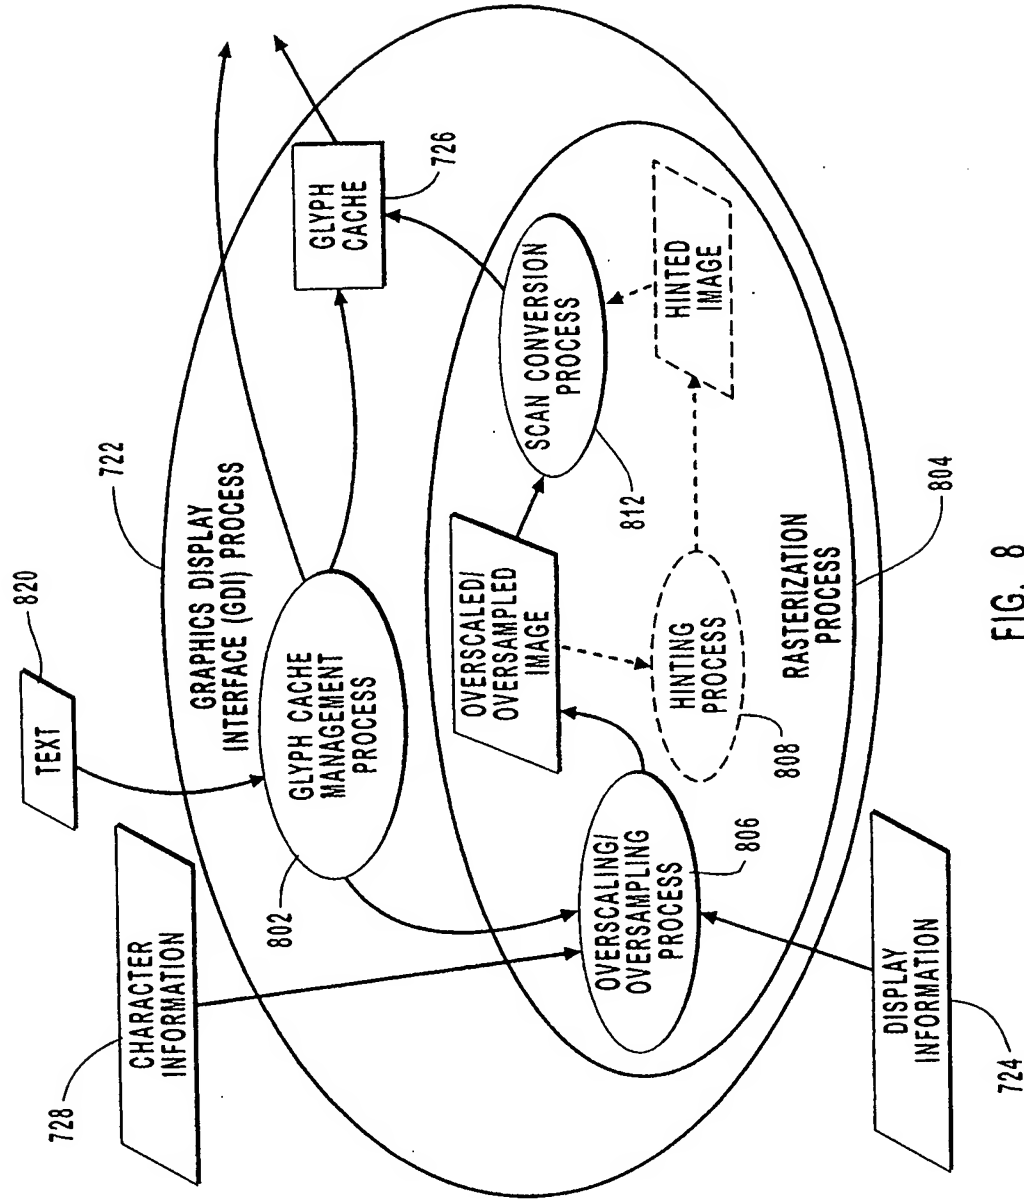 728
CHARACTER
INFORMATION
TEXT
820
722
GRAPHICS DISPLAY
INTERFACE (GDI) PROCESS
802
GLYPH CACHE
MANAGEMENT
PROCESS
GLYPH
CACHE
726
OVERSCALED/
OVERSAMPLED
IMAGE
SCAN CONVERSION
PROCESS
812
OVERSCALING/
OVERSAMPLING
PROCESS
806
HINTING
PROCESS
808
HINTED
IMAGE
RASTERIZATION
PROCESS
804
DISPLAY
INFORMATION
724
FIG. 8